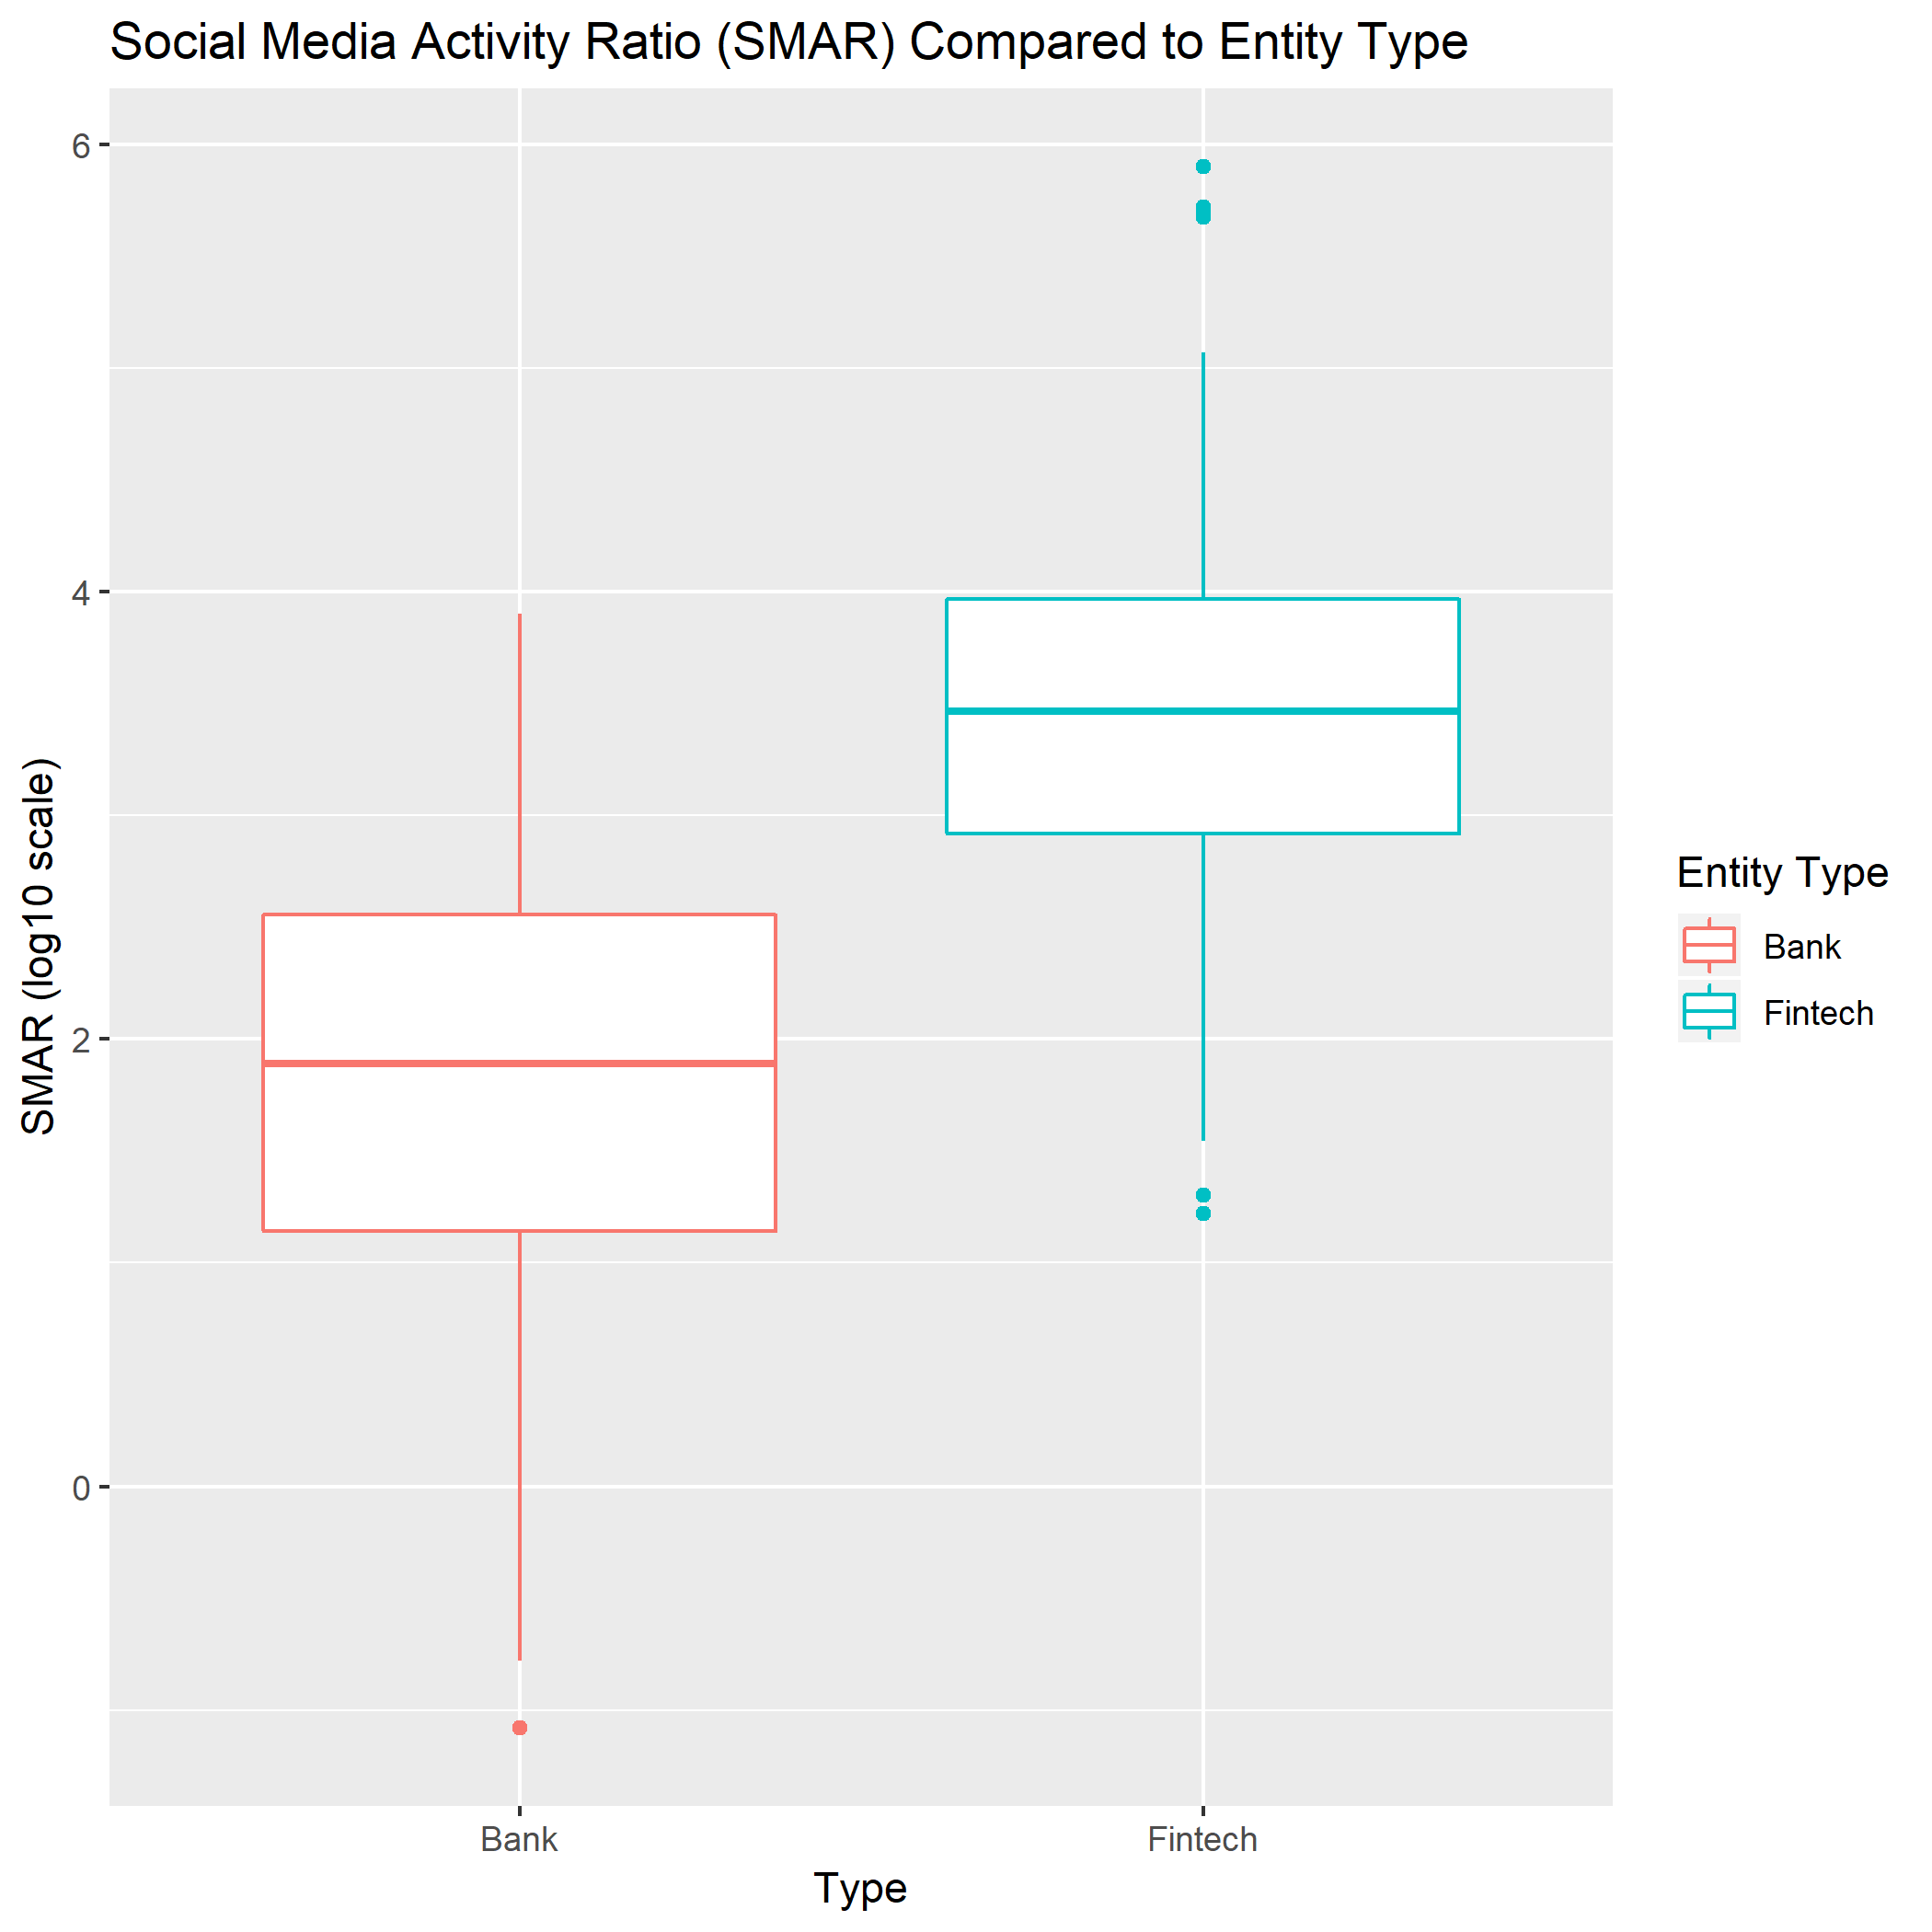 Social Media Activity Ratio (SMAR) Compared to Entity Type
6
4
2
0
SMAR (log10 scale)
Bank
Fintech
Type
Entity Type
Bank
Fintech